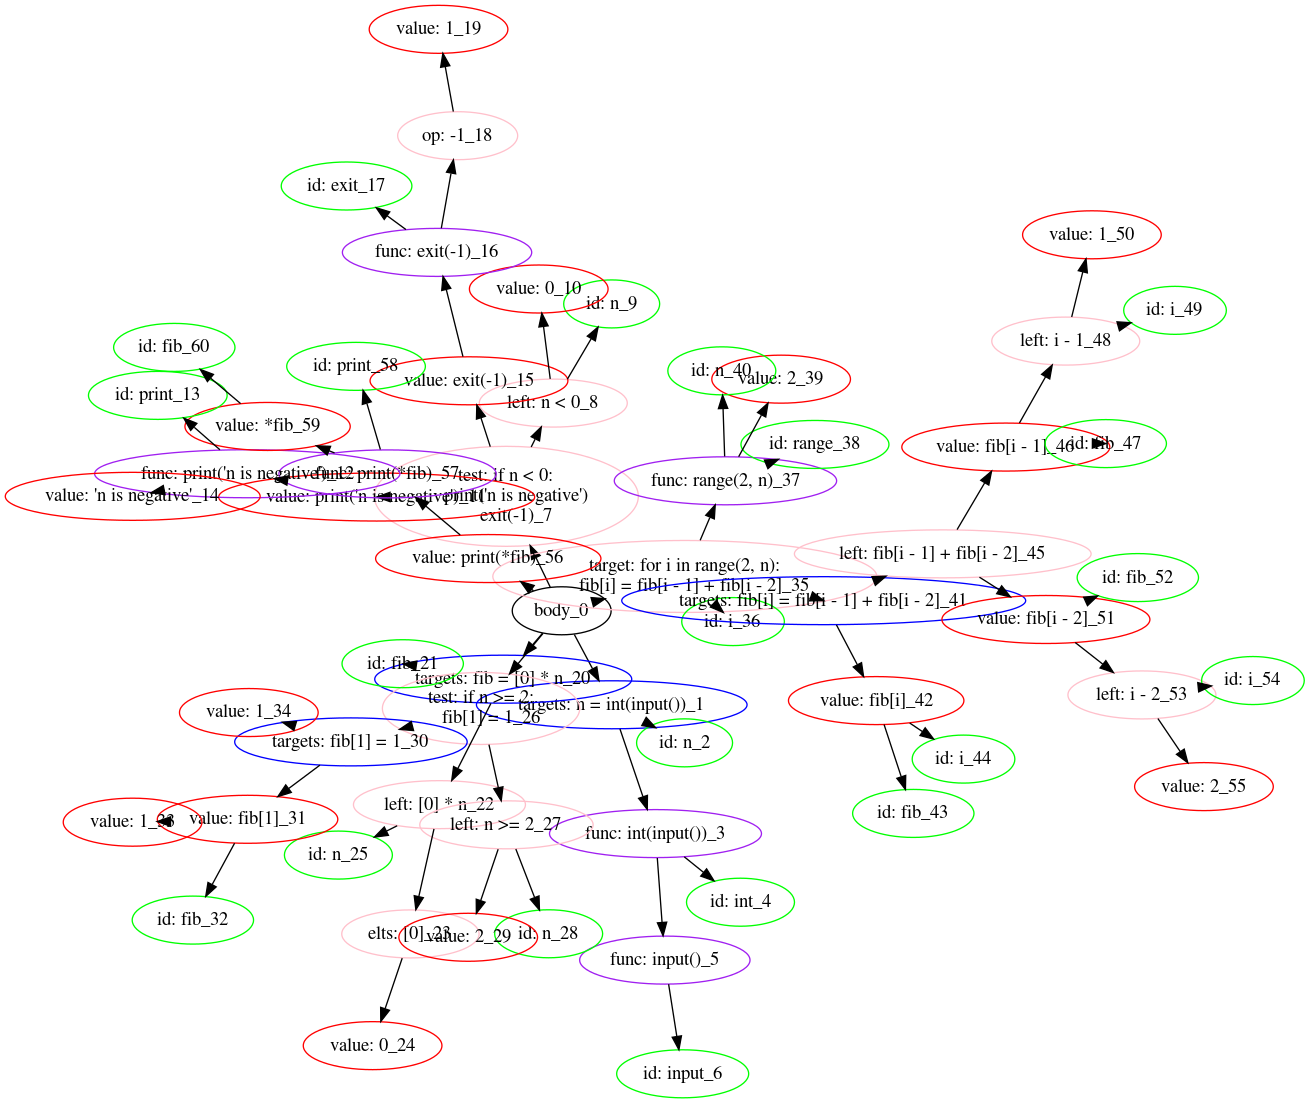 value: 1_19
op: -1_18
id: exit_17
func: exit(-1)_16
value: 1_50
value: 0_10
id: n_9
id: i_49
id: fib_60
left: i - 1_48
id: print_58
id: n_40
value: exit(-1)_15
value: 2_39
id: print_13
left: n < 0_8
value: *fib_59
id: range_38
value: fib[i - 1]_46
id: fib_47
func: print('n is negative')_12
func: print(*fib)_57
test: if n < 0:
print('n is negative')
exit(-1)_7
func: range(2, n)_37
value: 'n is negative'_14
value: print('n is negative')_11
value: print(*fib)_56
left: fib[i - 1] + fib[i - 2]_45
target: for i in range(2, n):
fib[i] = fib[i - 1] + fib[i - 2]_35
id: fib_52
targets: fib[i] = fib[i - 1] + fib[i - 2]_41
body_0
id: i_36
value: fib[i - 2]_51
id: fib_21
targets: fib = [0] * n_20
id: i_54
left: i - 2_53
test: if n >= 2:
fib[1] = 1_26
targets: n = int(input())_1
value: fib[i]_42
value: 1_34
targets: fib[1] = 1_30
id: n_2
id: i_44
value: 2_55
left: [0] * n_22
id: fib_43
value: 1_33
value: fib[1]_31
left: n >= 2_27
func: int(input())_3
id: n_25
id: int_4
id: fib_32
elts: [0]_23
value: 2_29
id: n_28
func: input()_5
value: 0_24
id: input_6